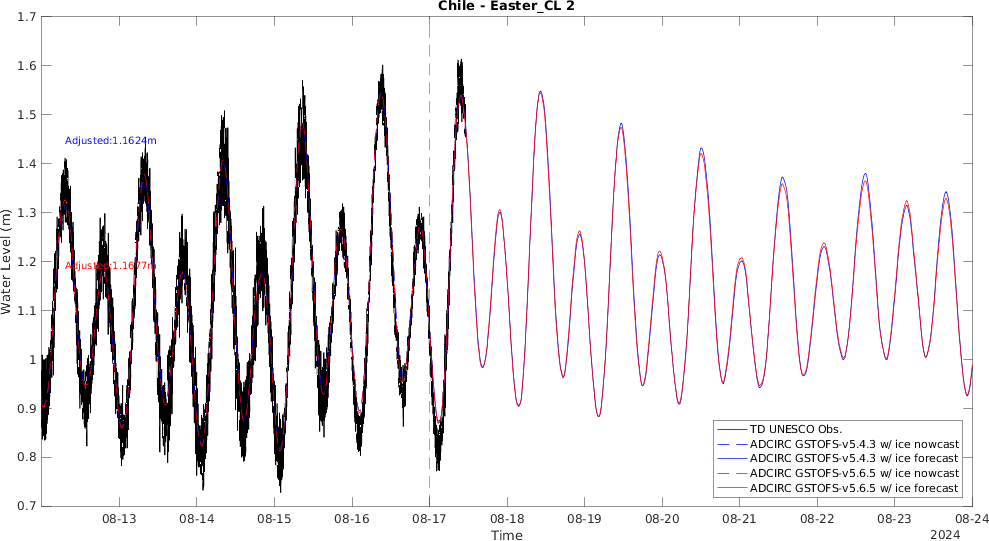 Chile - Easter_CL 2
1.7
1.6
1.5
1.4
1.3
1.2
1.1
1
0.9
0.8
0.7
Water Level (m)
Adjusted:1.1624m
Adjusted:1.1677m
TD UNESCO Obs.
ADCIRC GSTOFS-v5.4.3 w/ ice nowcast
ADCIRC GSTOFS-v5.4.3 w/ ice forecast
ADCIRC GSTOFS-v5.6.5 w/ ice nowcast
ADCIRC GSTOFS-v5.6.5 w/ ice forecast
08-13 08-14 08-15 08-16 08-17 08-18 08-19 08-20 08-21 08-22 08-23 08-24
Time
2024